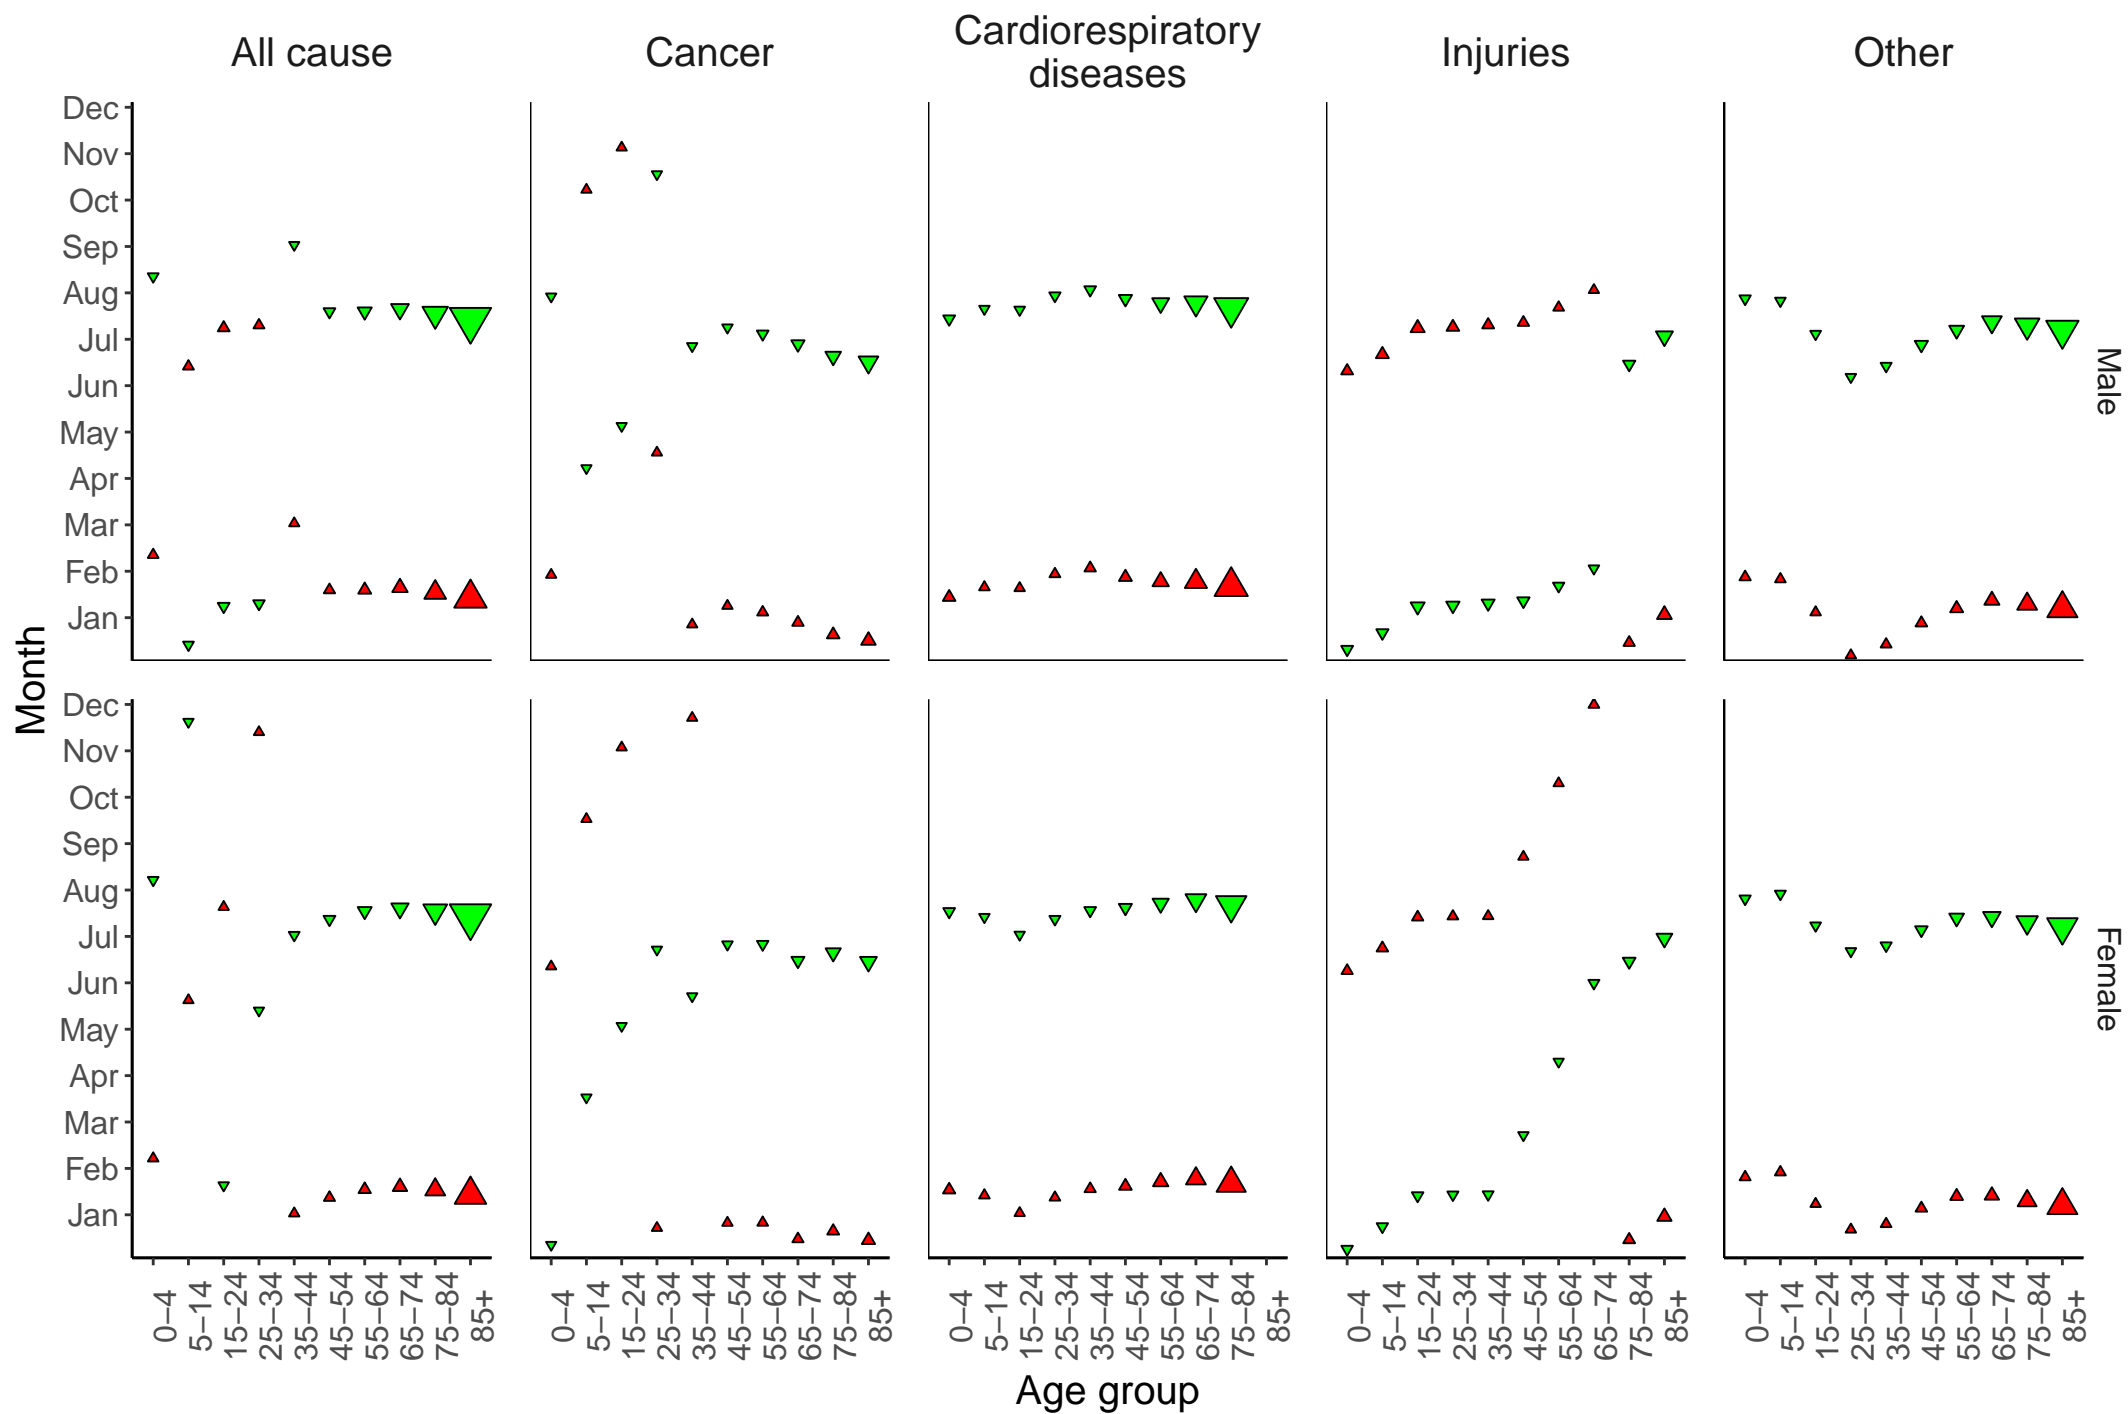 All cause
Cancer
Cardiorespiratory
diseases
Injuries
Other
Dec
Nov
Oct
Sep
Aug
Jul
Jun
May
Apr
Mar
Feb
Jan
Male
Month
Dec
Nov
Oct
Sep
Aug
Jul
Jun
May
Apr
Mar
Feb
Jan
Female
0–4
5–14
15–24
25–34
35–44
45–54
55–64
65–74
75–84
85+
0–4
5–14
15–24
25–34
35–44
45–54
55–64
65–74
75–84
85+
0–4
5–14
15–24
25–34
35–44
45–54
55–64
65–74
75–84
85+
0–4
5–14
15–24
25–34
35–44
45–54
55–64
65–74
75–84
85+
0–4
5–14
15–24
25–34
35–44
45–54
55–64
65–74
75–84
85+
Age group